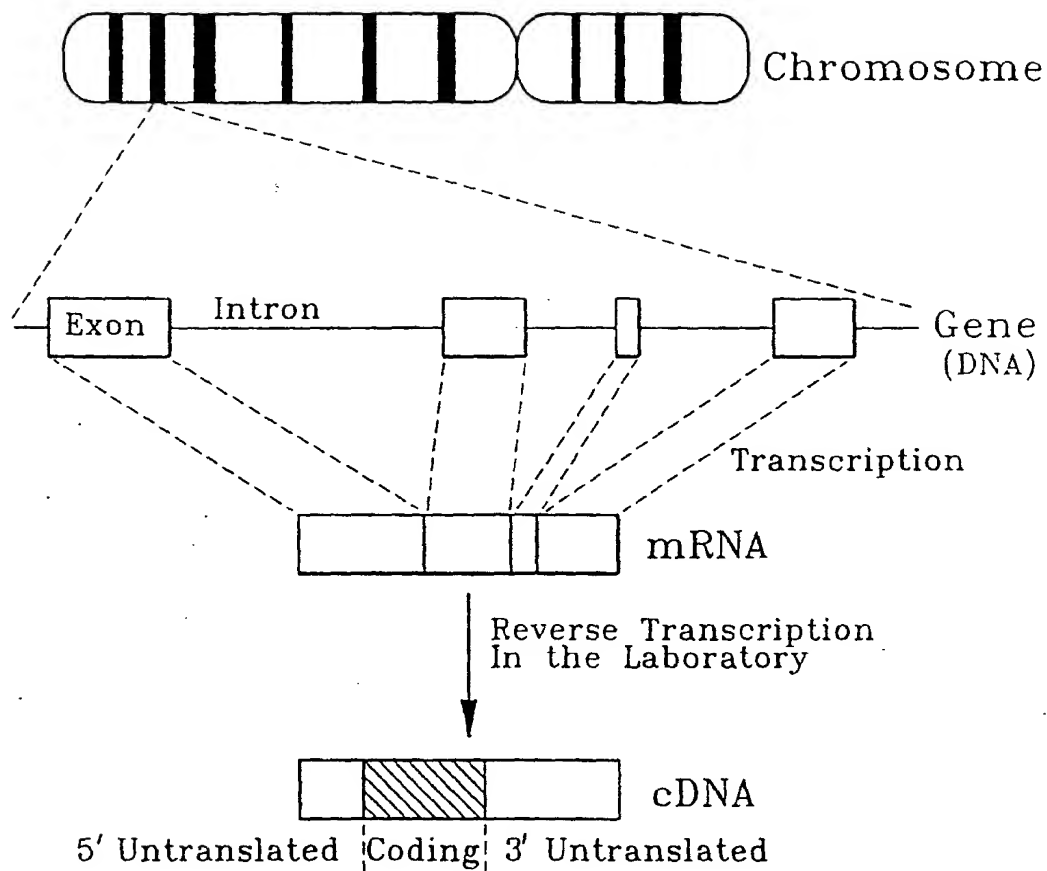 Chromosome
Exon
Intron
Gene
(DNA)
Transcription
mRNA
Reverse Transcription
In the Laboratory
cDNA
5' Untranslated
Coding
3' Untranslated